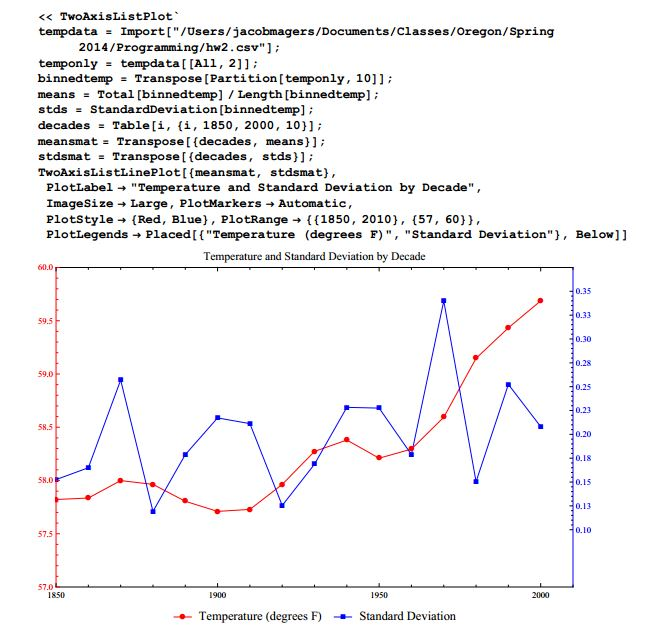 << TwoAxisListPlot`
tempdata = Import["/Users/jacobmagers/Documents/Classes/Oregon/Spring
2014/Programming/hw2.csv"];
temponly = tempdata[[All, 2]];
binnedtemp = Transpose[Partition[temponly, 10]];
means = Total[binnedtemp] / Length[binnedtemp];
stds = StandardDeviation[binnedtemp];
decades = Table[i, {i, 1850, 2000, 10}];
meansmat = Transpose[{decades, means}];
stdsmat = Transpose[{decades, stds}];
TwoAxisListLinePlot[{meansmat, stdsmat},
PlotLabel → "Temperature and Standard Deviation by Decade",
ImageSize → Large, PlotMarkers → Automatic,
PlotStyle → {Red, Blue}, PlotRange → {{1850, 2010}, {57, 60}},
PlotLegends → Placed[{"Temperature (degrees F)", "Standard Deviation"}, Below]]
Temperature and Standard Deviation by Decade
60.0
59.5
59.0
58.5
58.0
57.5
57.0
0.35
0.33
0.30
0.28
0.25
0.23
0.20
0.18
0.15
0.13
0.10
1850 1900 1950 2000
Temperature (degrees F) Standard Deviation